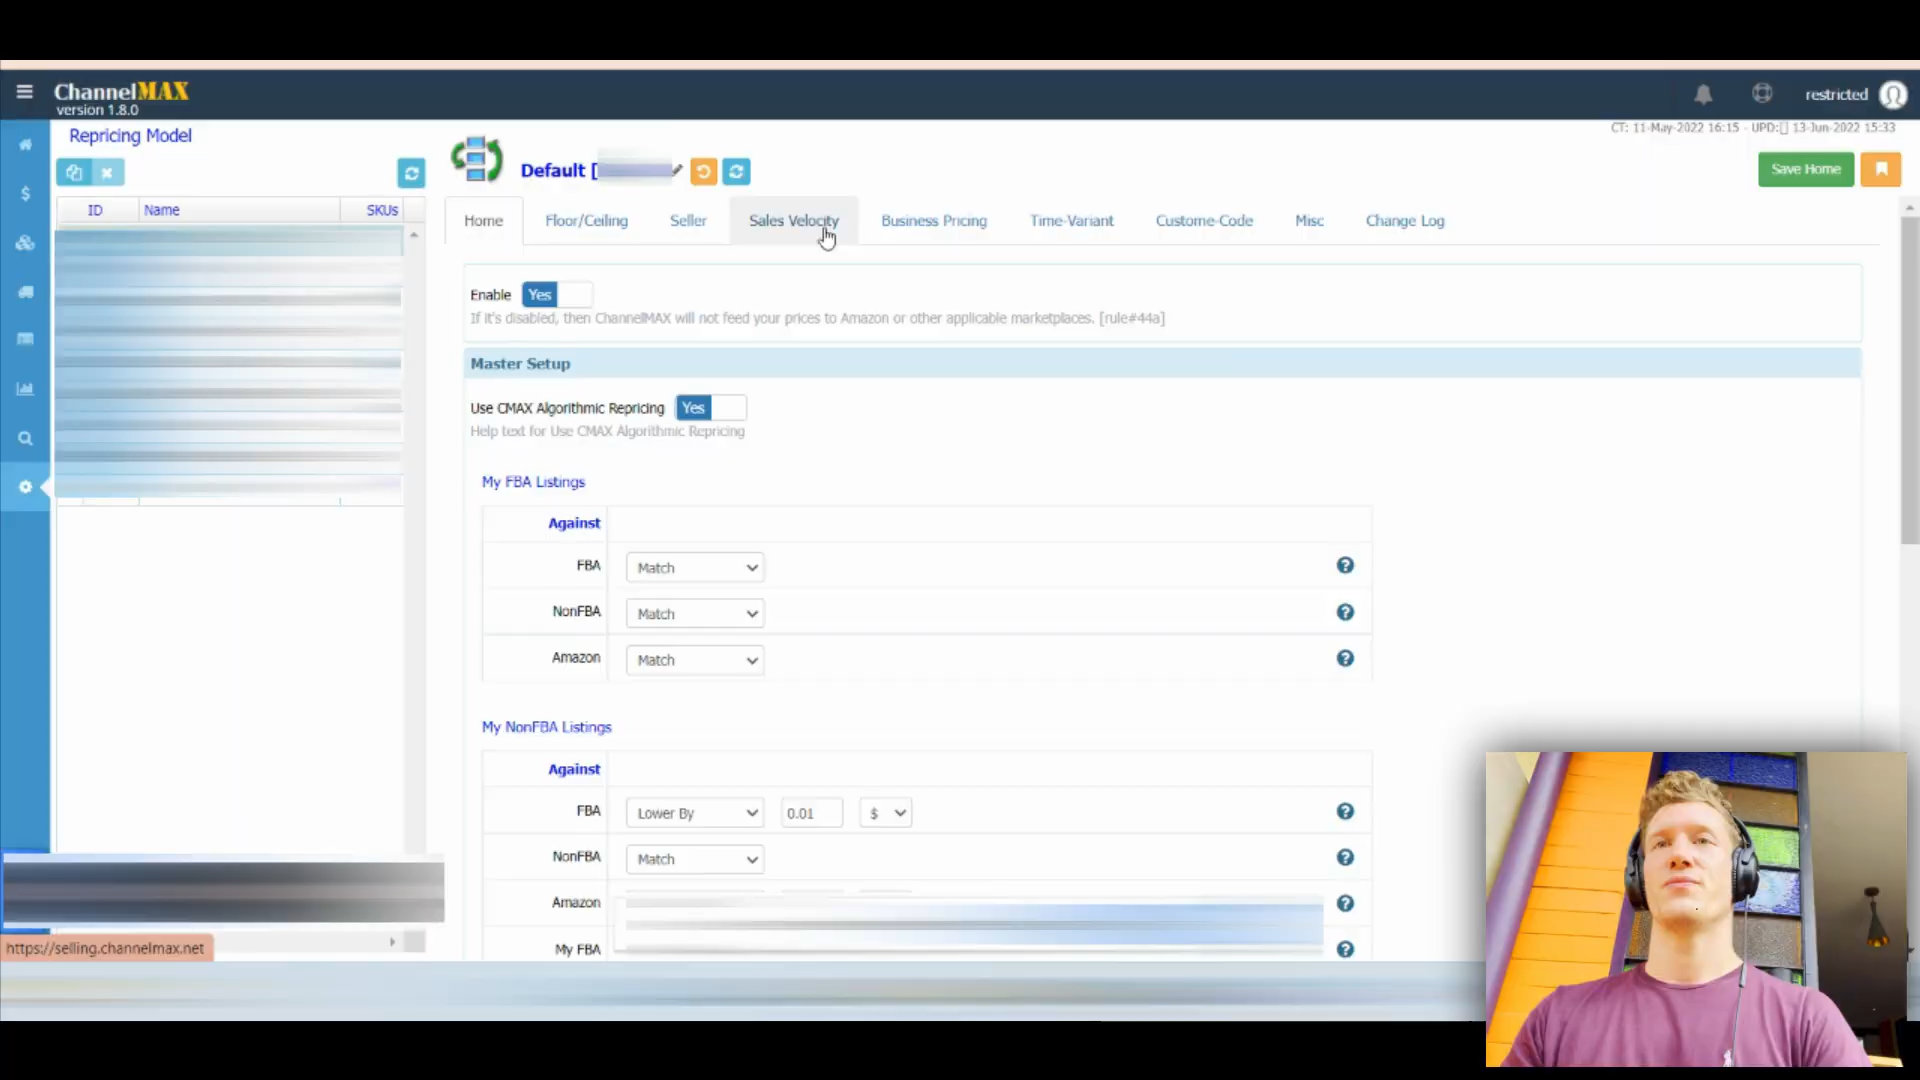 ChannelMAX
version 1.8.0
restricted
CT: 11-May-2022 16:15 - UPD:[] 13-Jun-2022 15:33
Repricing Model
Default [
Save Home
ID Name SKUs
Home Floor/Ceiling Seller Sales Velocity Business Pricing Time-Variant Custome-Code Misc Change Log
Enable Yes
If it's disabled, then ChannelMAX will not feed your prices to Amazon or other applicable marketplaces. [rule#44a]
Master Setup
Use CMAX Algorithmic Repricing Yes
Help text for Use CMAX Algorithmic Repricing
My FBA Listings
Against
FBA Match
NonFBA Match
Amazon Match
My NonFBA Listings
Against
FBA Lower By 0.01 $
NonFBA Match
Amazon
My FBA
https://selling.channelmax.net